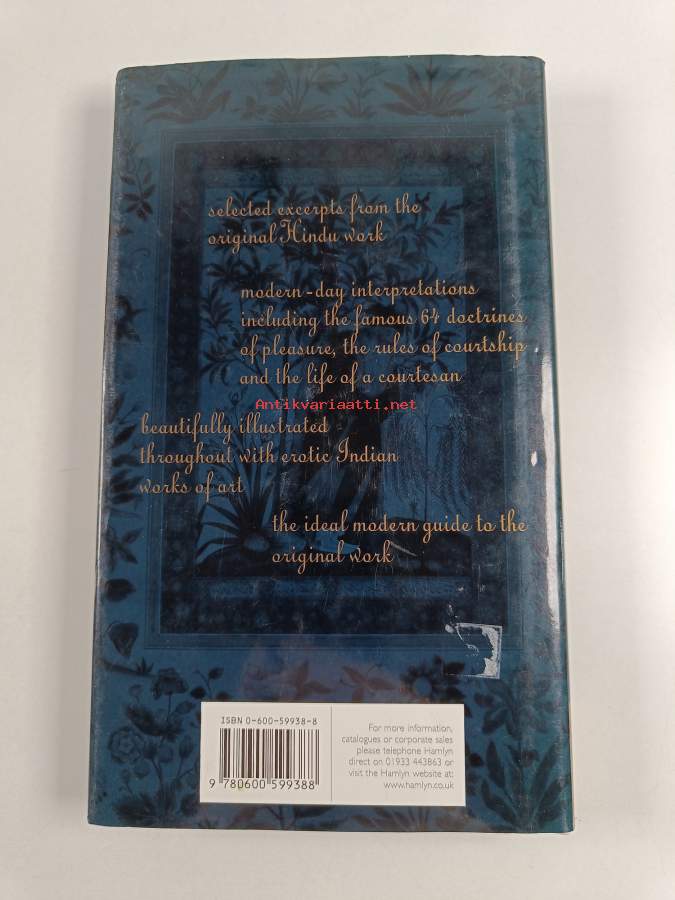 selected excerpts from the
original Hindu work
modern-day interpretations
including the famous 64 doctrines
of pleasure, the rules of courtship
and the life of a courtesan
Antikvariaatti.net
beautifully illustrated
throughout with erotic Indian
works of art
the ideal modern guide to the
original work
ISBN 0-600-59938-8
9 780600 599388
For more information,
catalogues or corporate sales
please telephone Hamlyn
direct on 01933 443863 or
visit the Hamlyn website at:
www.hamlyn.co.uk